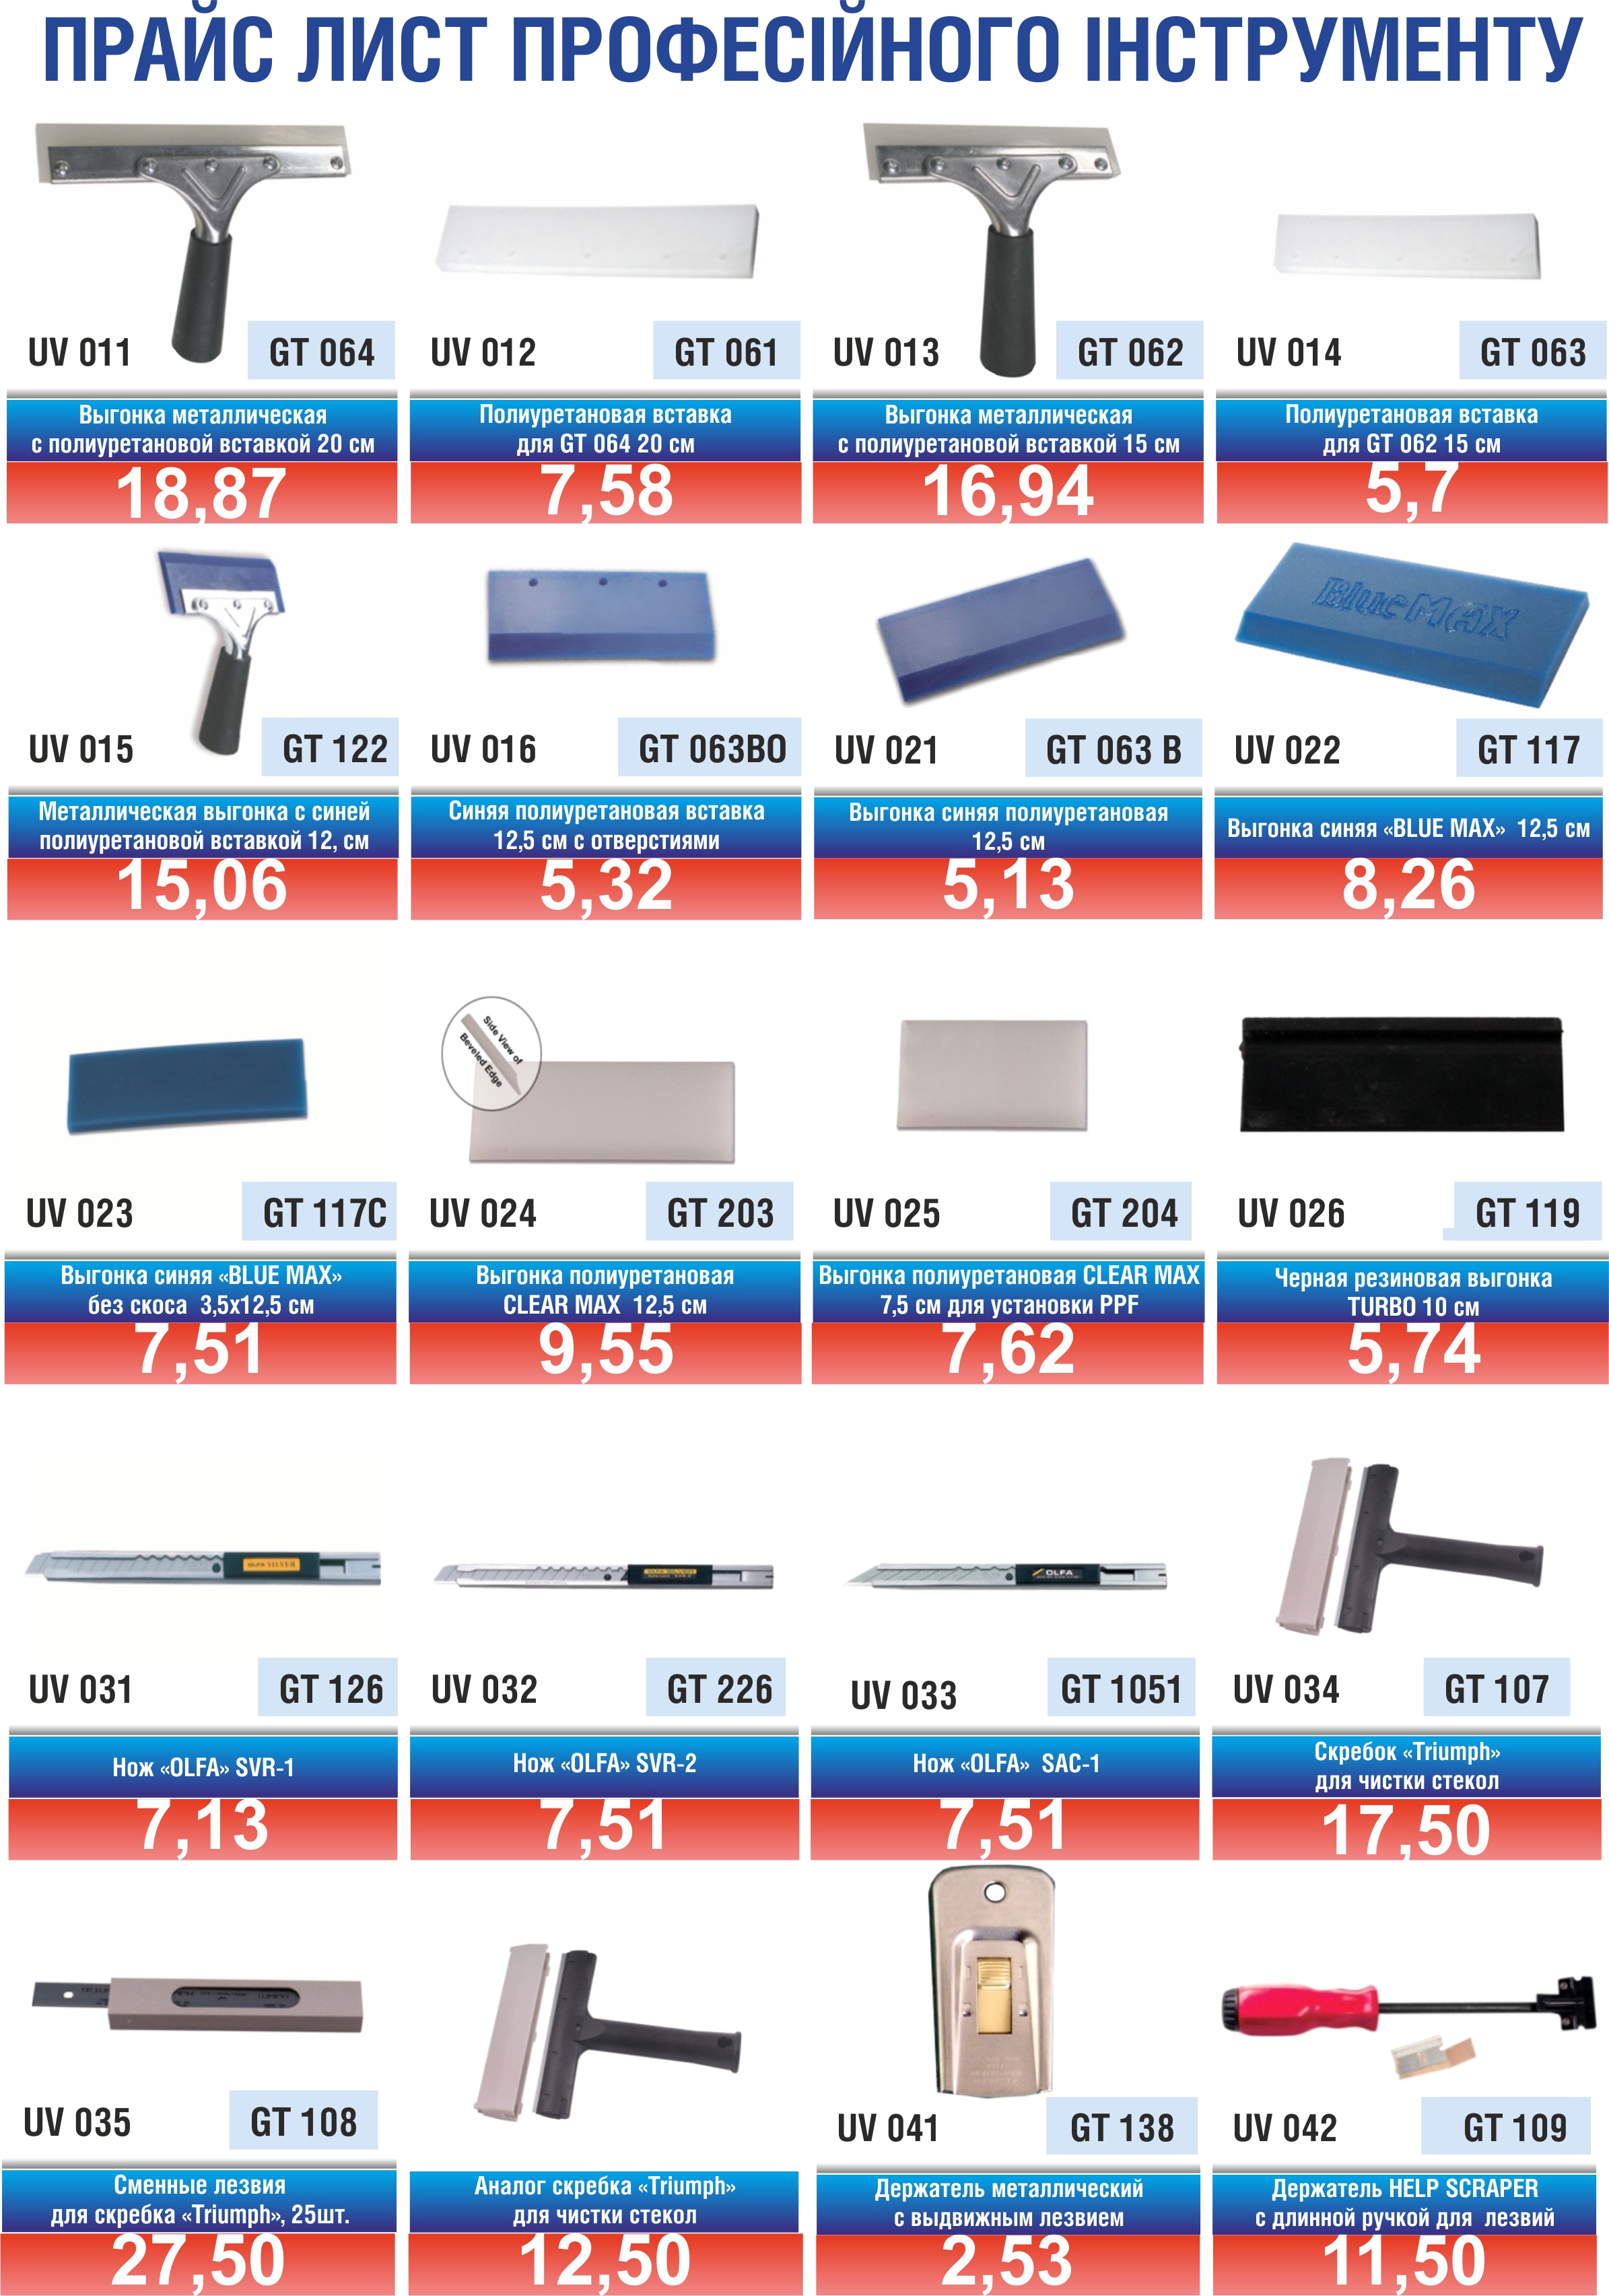 ПРАЙС ЛИСТ ПРОФЕСІЙНОГО ІНСТРУМЕНТУ
UV 011 GT 064
Выгонка металлическая
с полиуретановой вставкой 20 см
18,87
UV 012 GT 061
Полиуретановая вставка
для GT 064 20 см
7,58
UV 013 GT 062
Выгонка металлическая
с полиуретановой вставкой 15 см
16,94
UV 014 GT 063
Полиуретановая вставка
для GT 062 15 см
5,7
UV 015 GT 122
Металлическая выгонка с синей
полиуретановой вставкой 12, см
15,06
UV 016 GT 063BO
Синяя полиуретановая вставка
12,5 см с отверстиями
5,32
UV 021 GT 063 B
Выгонка синяя полиуретановая
12,5 см
5,13
BlueMAX
UV 022 GT 117
Выгонка синяя «BLUE MAX» 12,5 см
8,26
UV 023 GT 117C
Выгонка синяя «BLUE MAX»
без скоса 3,5x12,5 см
7,51
Side View of
Beveled Edge
UV 024 GT 203
Выгонка полиуретановая
CLEAR MAX 12,5 см
9,55
UV 025 GT 204
Выгонка полиуретановая CLEAR MAX
7,5 см для установки PPF
7,62
UV 026 GT 119
Черная резиновая выгонка
TURBO 10 см
5,74
OLFA SILVER
UV 031 GT 126
Нож «OLFA» SVR-1
7,13
UV 032 GT 226
Нож «OLFA» SVR-2
7,51
OLFA
UV 033 GT 1051
Нож «OLFA» SAC-1
7,51
UV 034 GT 107
Скребок «Triumph»
для чистки стекол
17,50
UV 035 GT 108
Сменные лезвия
для скребка «Triumph», 25шт.
27,50
Аналог скребка «Triumph»
для чистки стекол
12,50
UV 041 GT 138
Держатель металлический
с выдвижным лезвием
2,53
UV 042 GT 109
Держатель HELP SCRAPER
с длинной ручкой для лезвий
11,50